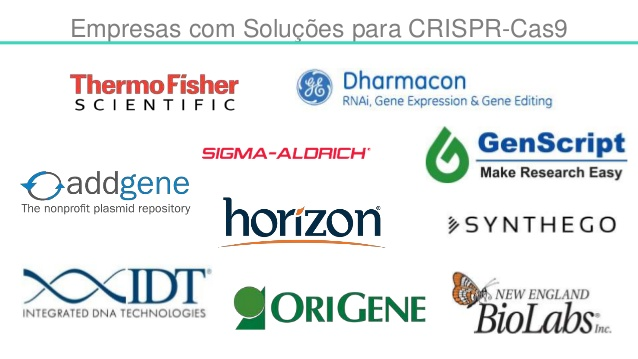 Empresas com Soluções para CRISPR-Cas9
ThermoFisher
SCIENTIFIC
GE
Dharmacon
RNAi, Gene Expression & Gene Editing
SIGMA-ALDRICH®
GenScript
Make Research Easy
addgene
The nonprofit plasmid repository
horizon®
SYNTHEGO
IDT®
INTEGRATED DNA TECHNOLOGIES
ORIGENE
NEW ENGLAND
BioLabs® Inc.